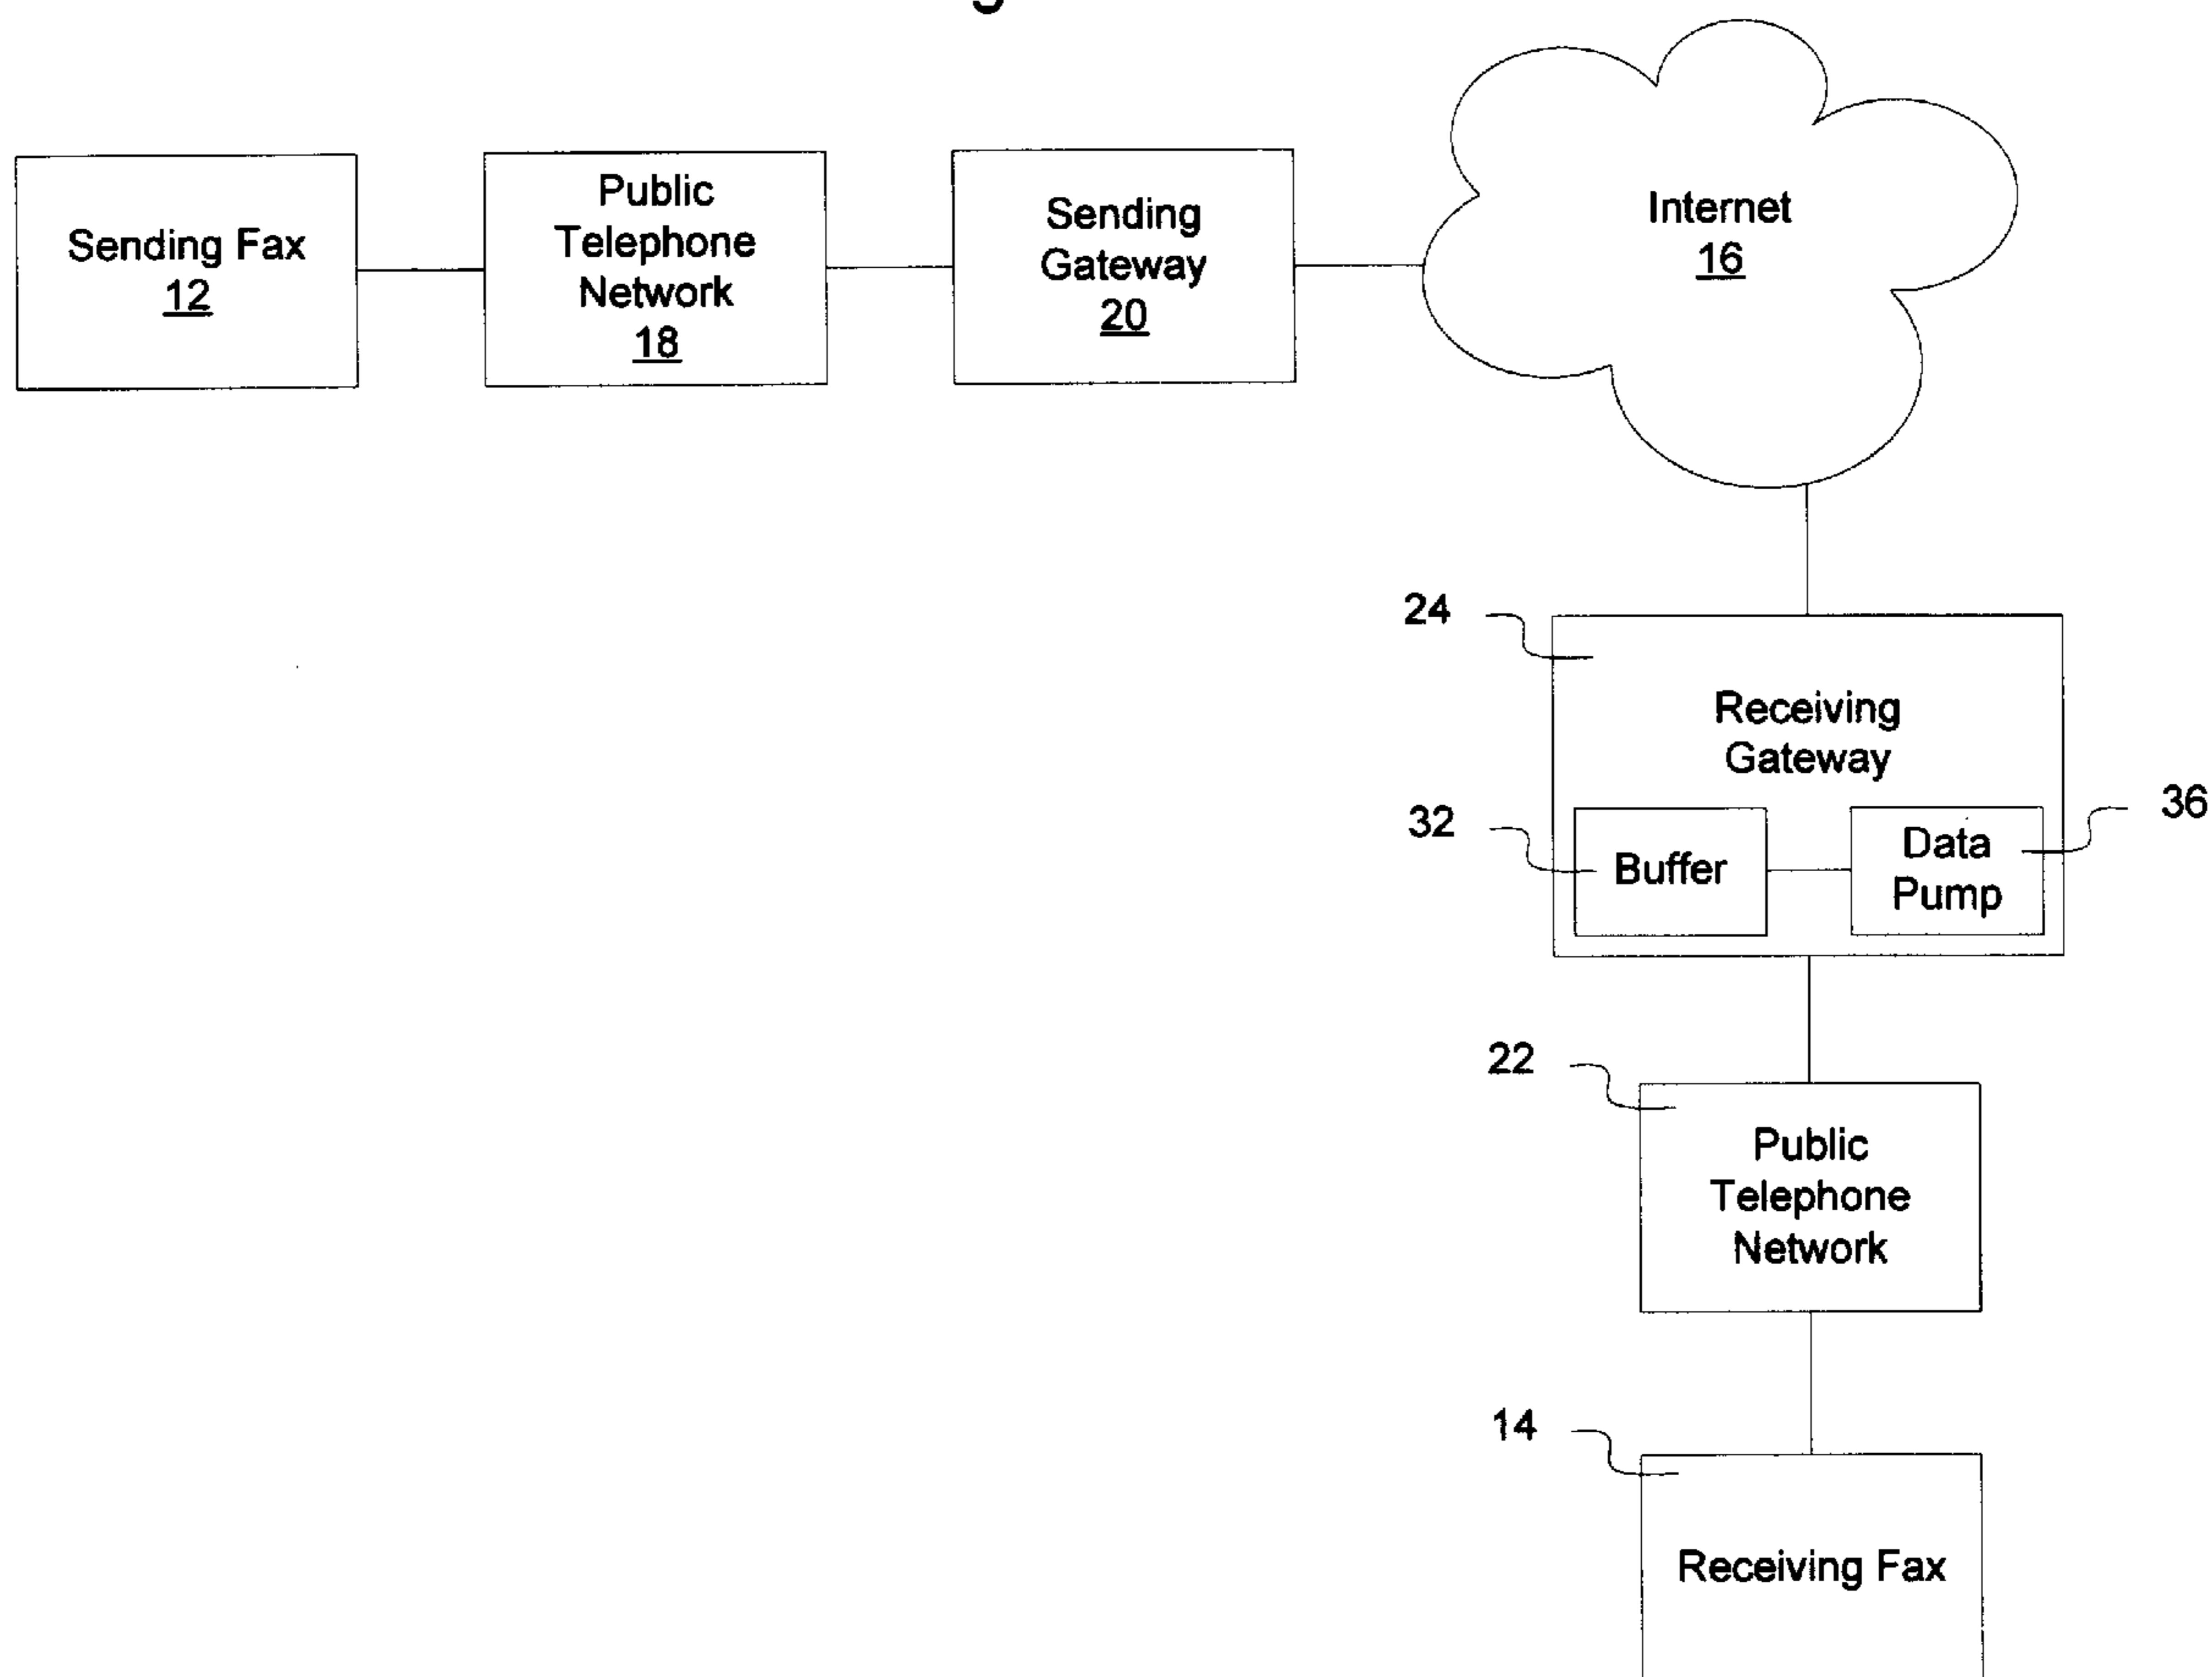 Sending Fax
12
Public
Telephone
Network
18
Sending
Gateway
20
Internet
16
24
Receiving
Gateway
32
Buffer
Data
Pump
36
22
Public
Telephone
Network
14
Receiving Fax